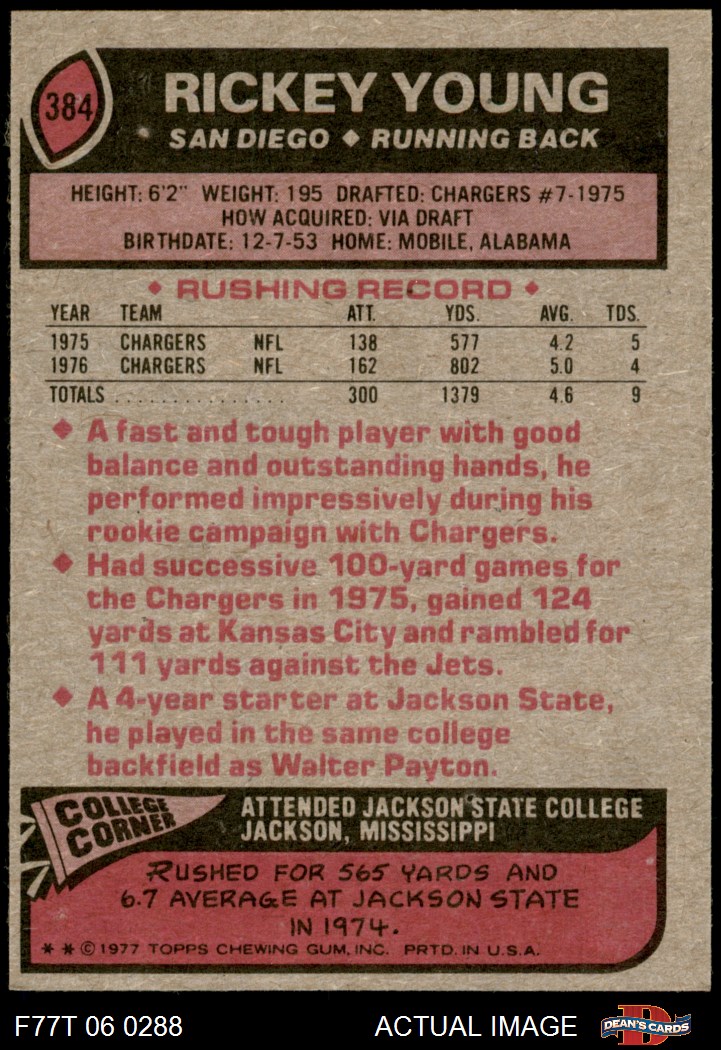 384
RICKEY YOUNG
SAN DIEGO ◆ RUNNING BACK
HEIGHT: 6'2" WEIGHT: 195 DRAFTED: CHARGERS #7-1975
HOW ACQUIRED: VIA DRAFT
BIRTHDATE: 12-7-53 HOME: MOBILE, ALABAMA
◆ RUSHING RECORD ◆
YEAR TEAM ATT. YDS. AVG. TDS.
1975 CHARGERS NFL 138 577 4.2 5
1976 CHARGERS NFL 162 802 5.0 4
TOTALS . . . . . . . . . . . . . . . 300 1379 4.6 9
◆ A fast and tough player with good
balance and outstanding hands, he
performed impressively during his
rookie campaign with Chargers.
◆ Had successive 100-yard games for
the Chargers in 1975, gained 124
yards at Kansas City and rambled for
111 yards against the Jets.
◆ A 4-year starter at Jackson State,
he played in the same college
backfield as Walter Payton.
COLLEGE
CORNER
ATTENDED JACKSON STATE COLLEGE
JACKSON, MISSISSIPPI
RUSHED FOR 565 YARDS AND
6.7 AVERAGE AT JACKSON STATE
IN 1974.
* * © 1977 TOPPS CHEWING GUM, INC. PRTD. IN U.S.A.
F77T 06 0288
ACTUAL IMAGE
D
DEAN'S CARDS